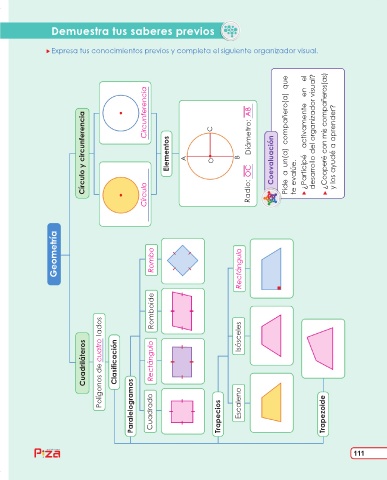 Demuestra tus saberes previos
Expresa tus conocimientos previos y completa el siguiente organizador visual.
Geometría
Cuadriláteros
Polígonos de cuatro lados
Clasificación
Paralelogramos
Cuadrado
Rectángulo
Romboide
Rombo
Trapecios
Escaleno
Isósceles
Rectángulo
Trapezoide
Círculo y circunferencia
Círculo
Circunferencia
Elementos
A
O
C
B
Radio: OC Diámetro: AB
Coevaluación
Pide a un(a) compañero(a) que
te evalúe.
¿Participé activamente en el
desarrollo del organizador visual?
¿Cooperé con mis compañeros(as)
y los ayudé a aprender?
Pizá
111